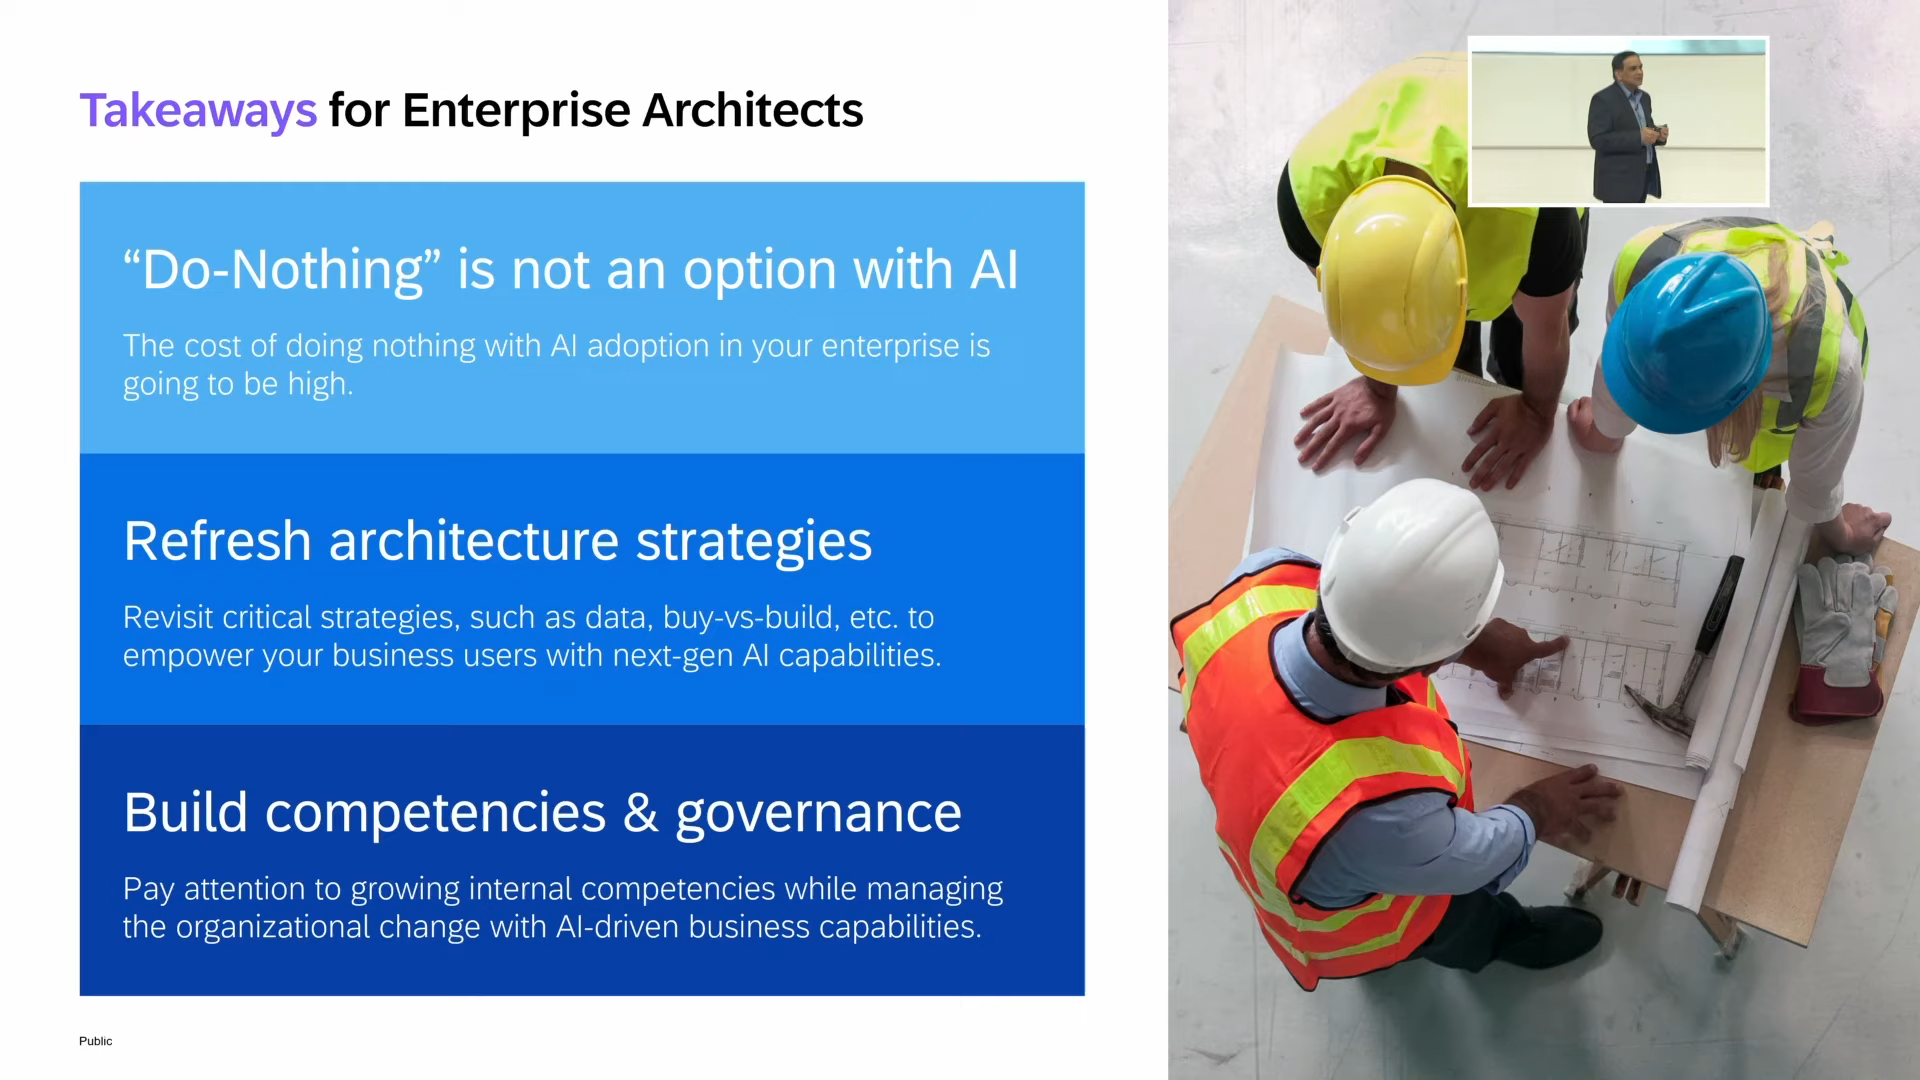 Takeaways for Enterprise Architects
“Do-Nothing” is not an option with AI
The cost of doing nothing with AI adoption in your enterprise is
going to be high.
Refresh architecture strategies
Revisit critical strategies, such as data, buy-vs-build, etc. to
empower your business users with next-gen AI capabilities.
Build competencies & governance
Pay attention to growing internal competencies while managing
the organizational change with AI-driven business capabilities.
Public